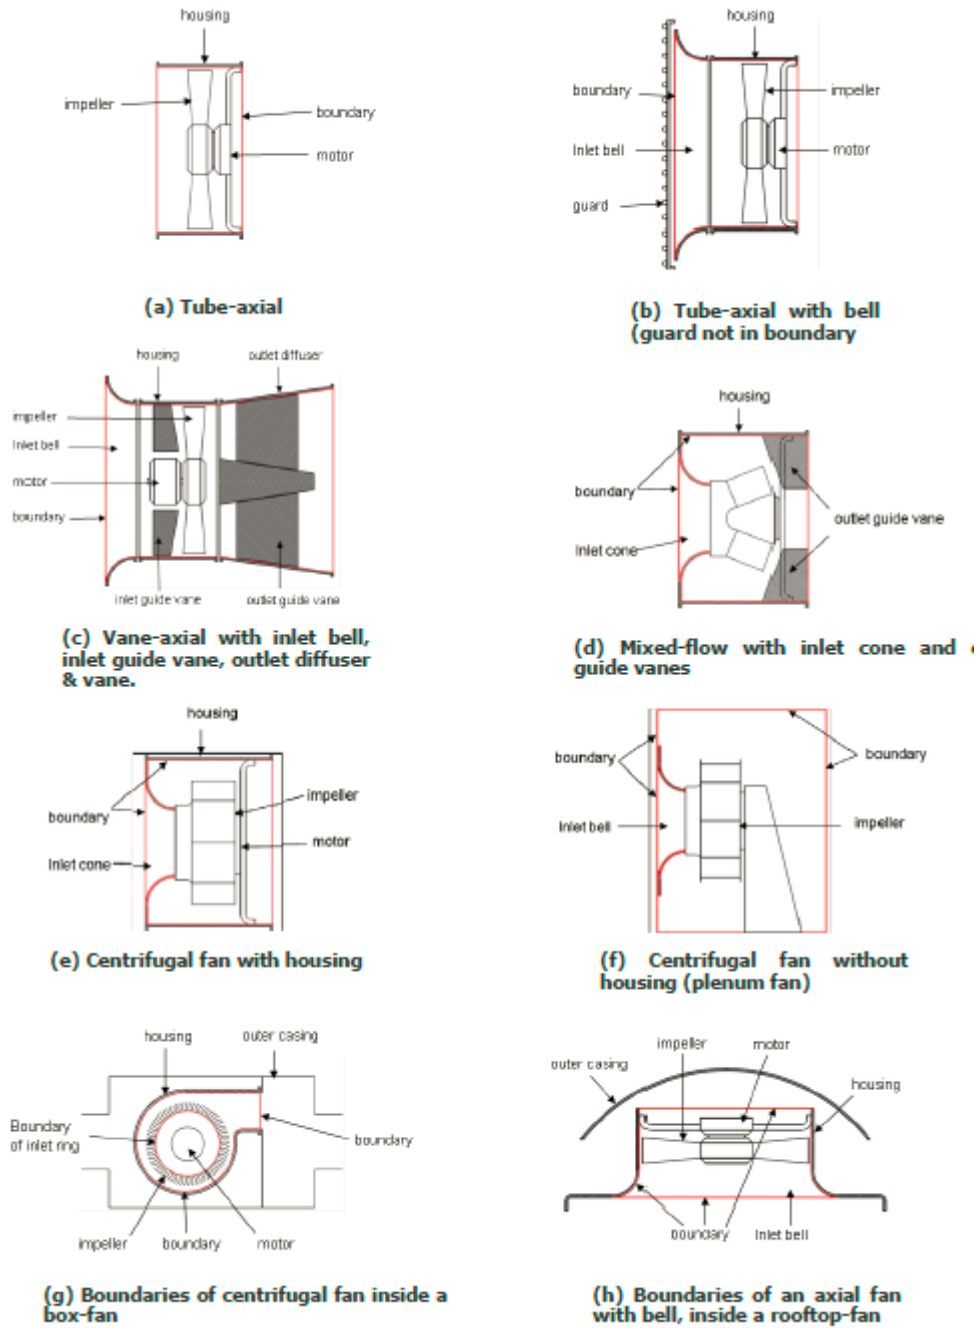 housing
impeller
boundary
motor
(a) Tube-axial
housing
boundary
impeller
Inlet bell
motor
guard
(b) Tube-axial with bell
(guard not in boundary
housing
outlet diffuser
impeller
Inlet bell
motor
boundary
inlet guide vane
outlet guide vane
(c) Vane-axial with inlet bell,
inlet guide vane, outlet diffuser
& vane.
housing
boundary
outlet guide vane
Inlet cone
(d) Mixed-flow with inlet cone and
guide vanes
housing
impeller
boundary
motor
Inlet cone
(e) Centrifugal fan with housing
boundary
boundary
Inlet bell
impeller
(f) Centrifugal fan without
housing (plenum fan)
housing
outer casing
Boundary
of inlet ring
boundary
impeller
boundary
motor
(g) Boundaries of centrifugal fan inside a
box-fan
impeller
motor
outer casing
housing
boundary
Inlet bell
(h) Boundaries of an axial fan
with bell, inside a rooftop-fan